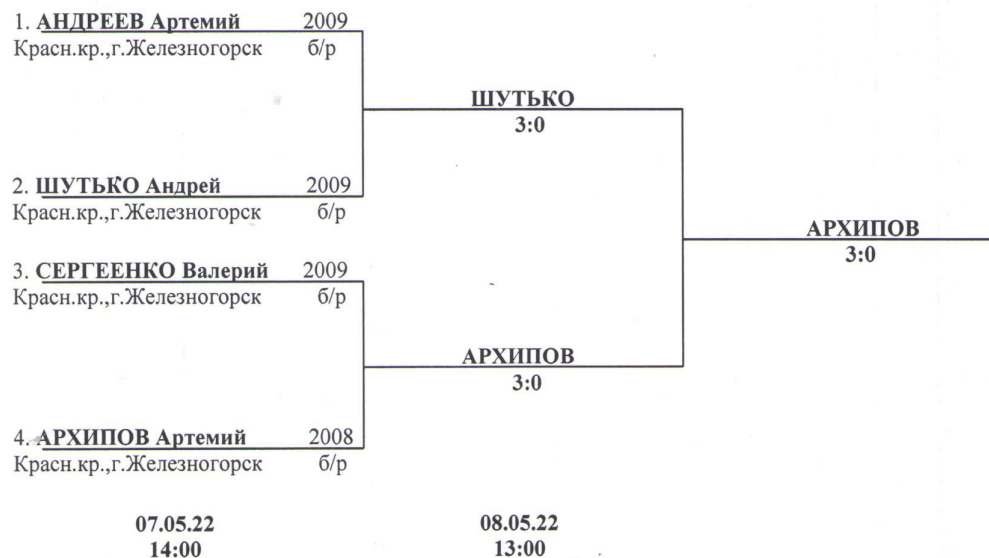 1. АНДРЕЕВ Артемий 2009
Красн.кр.,г.Железногорск б/р
ШУТЬКО
3:0
2. ШУТЬКО Андрей 2009
Красн.кр.,г.Железногорск б/р
АРХИПОВ
3:0
3. СЕРГЕЕНКО Валерий 2009
Красн.кр.,г.Железногорск б/р
АРХИПОВ
3:0
4. АРХИПОВ Артемий 2008
Красн.кр.,г.Железногорск б/р
07.05.22 08.05.22
14:00 13:00